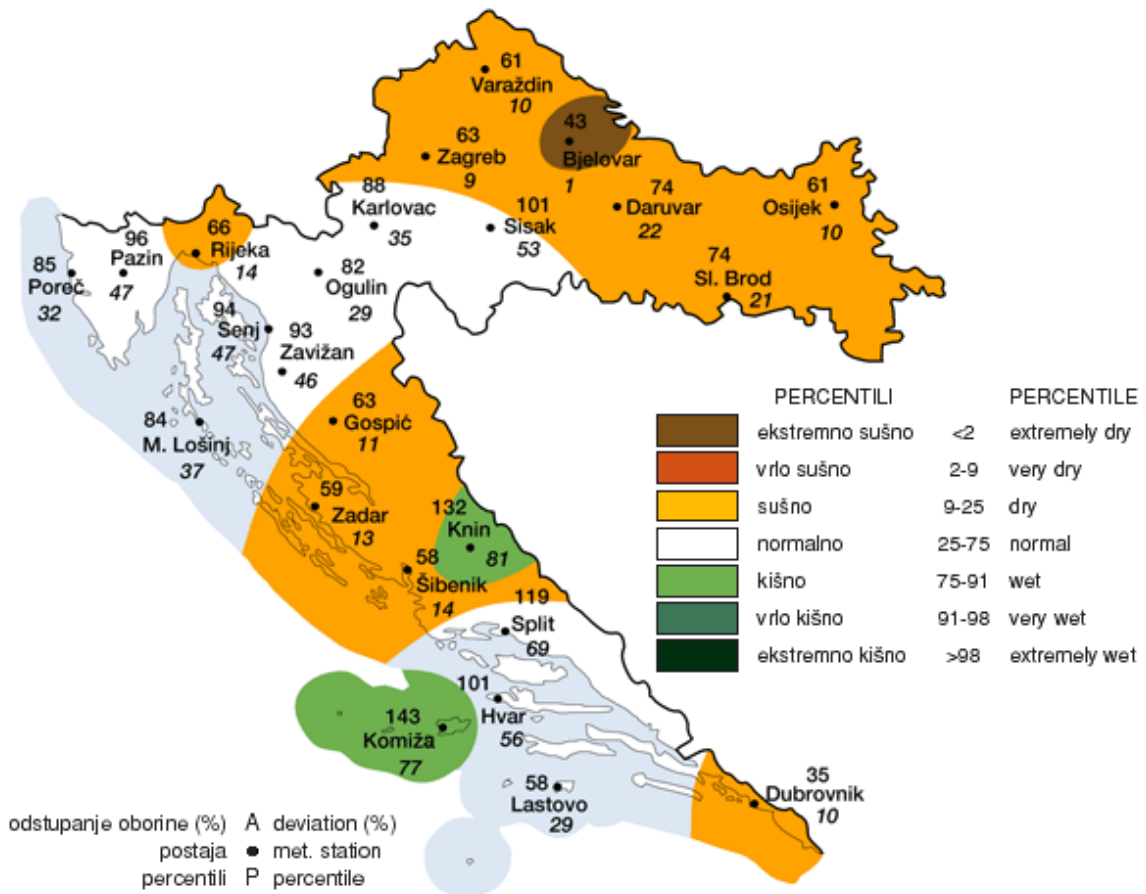 61
Varaždin
10
43
Bjelovar
1
63
Zagreb
9
88
Karlovac
35
101
Sisak
53
74
Daruvar
22
61
Osijek
10
74
Sl. Brod
21
66
Rijeka
14
96
Pazin
47
85
Poreč
32
82
Ogulin
29
94
Senj
47
93
Zavižan
46
84
M. Lošinj
37
63
Gospić
11
59
Zadar
13
132
Knin
81
58
Šibenik
14
119
Split
69
101
Hvar
56
143
Komiža
77
58
Lastovo
29
35
Dubrovnik
10
PERCENTILI PERCENTILE
ekstremno sušno <2 extremely dry
vrlo sušno 2-9 very dry
sušno 9-25 dry
normalno 25-75 normal
kišno 75-91 wet
vrlo kišno 91-98 very wet
ekstremno kišno >98 extremely wet
odstupanje oborine (%) A deviation (%)
postaja met. station
percentili P percentile